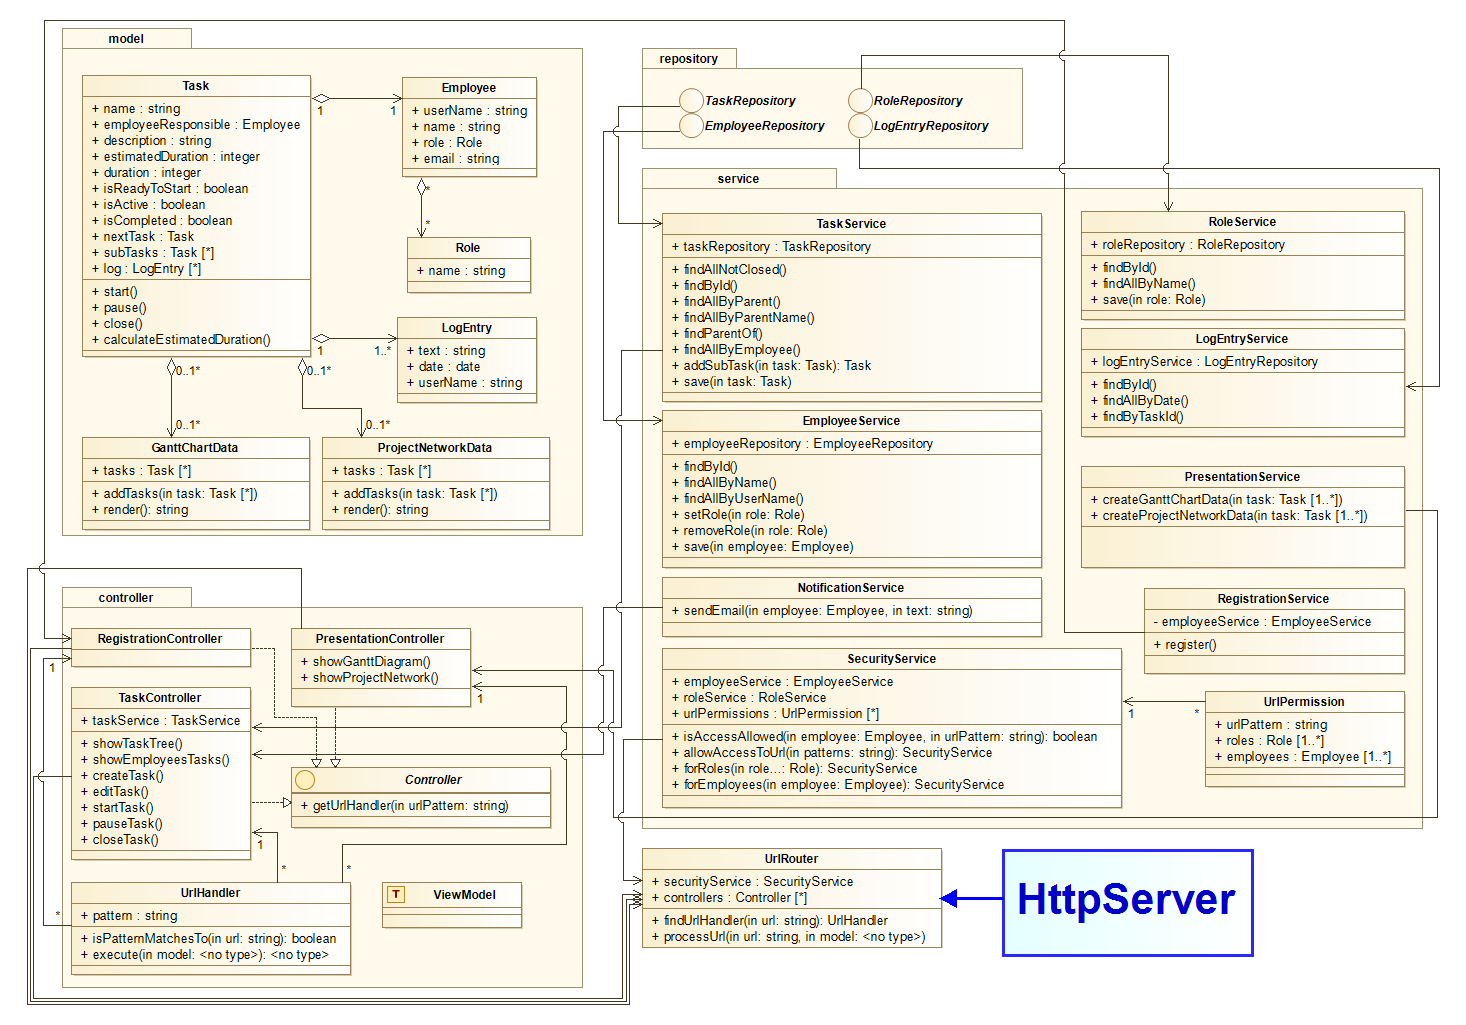 model
Task
+ name : string
+ employeeResponsible : Employee
+ description : string
+ estimatedDuration : integer
+ duration : integer
+ isReadyToStart : boolean
+ isActive : boolean
+ isCompleted : boolean
+ nextTask : Task
+ subTasks : Task [*]
+ log : LogEntry [*]
+ start()
+ pause()
+ close()
+ calculateEstimatedDuration()
1
1
Employee
+ userName : string
+ name : string
+ role : Role
+ email : string
*
*
Role
+ name : string
1
1..*
LogEntry
+ text : string
+ date : date
+ userName : string
0..1*
0..1*
0..1*
0..1*
GanttChartData
+ tasks : Task [*]
+ addTasks(in task: Task [*])
+ render(): string
ProjectNetworkData
+ tasks : Task [*]
+ addTasks(in task: Task [*])
+ render(): string
repository
TaskRepository
EmployeeRepository
RoleRepository
LogEntryRepository
service
TaskService
+ taskRepository : TaskRepository
+ findAllNotClosed()
+ findById()
+ findAllByParent()
+ findAllByParentName()
+ findParentOf()
+ findAllByEmployee()
+ addSubTask(in task: Task): Task
+ save(in task: Task)
EmployeeService
+ employeeRepository : EmployeeRepository
+ findById()
+ findAllByName()
+ findAllByUserName()
+ setRole(in role: Role)
+ removeRole(in role: Role)
+ save(in employee: Employee)
NotificationService
+ sendEmail(in employee: Employee, in text: string)
SecurityService
+ employeeService : EmployeeService
+ roleService : RoleService
+ urlPermissions : UrlPermission [*]
+ isAccessAllowed(in employee: Employee, in urlPattern: string): boolean
+ allowAccessToUrl(in patterns: string): SecurityService
+ forRoles(in role...: Role): SecurityService
+ forEmployees(in employee: Employee): SecurityService
RoleService
+ roleRepository : RoleRepository
+ findById()
+ findAllByName()
+ save(in role: Role)
LogEntryService
+ logEntryService : LogEntryRepository
+ findById()
+ findAllByDate()
+ findByTaskId()
PresentationService
+ createGanttChartData(in task: Task [1..*])
+ createProjectNetworkData(in task: Task [1..*])
RegistrationService
- employeeService : EmployeeService
+ register()
1
*
UrlPermission
+ urlPattern : string
+ roles : Role [1..*]
+ employees : Employee [1..*]
controller
RegistrationController
1
PresentationController
+ showGanttDiagram()
+ showProjectNetwork()
1
TaskController
+ taskService : TaskService
+ showTaskTree()
+ showEmployeesTasks()
+ createTask()
+ editTask()
+ startTask()
+ pauseTask()
+ closeTask()
1
*
*
Controller
+ getUrlHandler(in urlPattern: string)
*
UrlHandler
+ pattern : string
+ isPatternMatchesTo(in url: string): boolean
+ execute(in model: <no type>): <no type>
T
ViewModel
UrlRouter
+ securityService : SecurityService
+ controllers : Controller [*]
+ findUrlHandler(in url: string): UrlHandler
+ processUrl(in url: string, in model: <no type>)
HttpServer